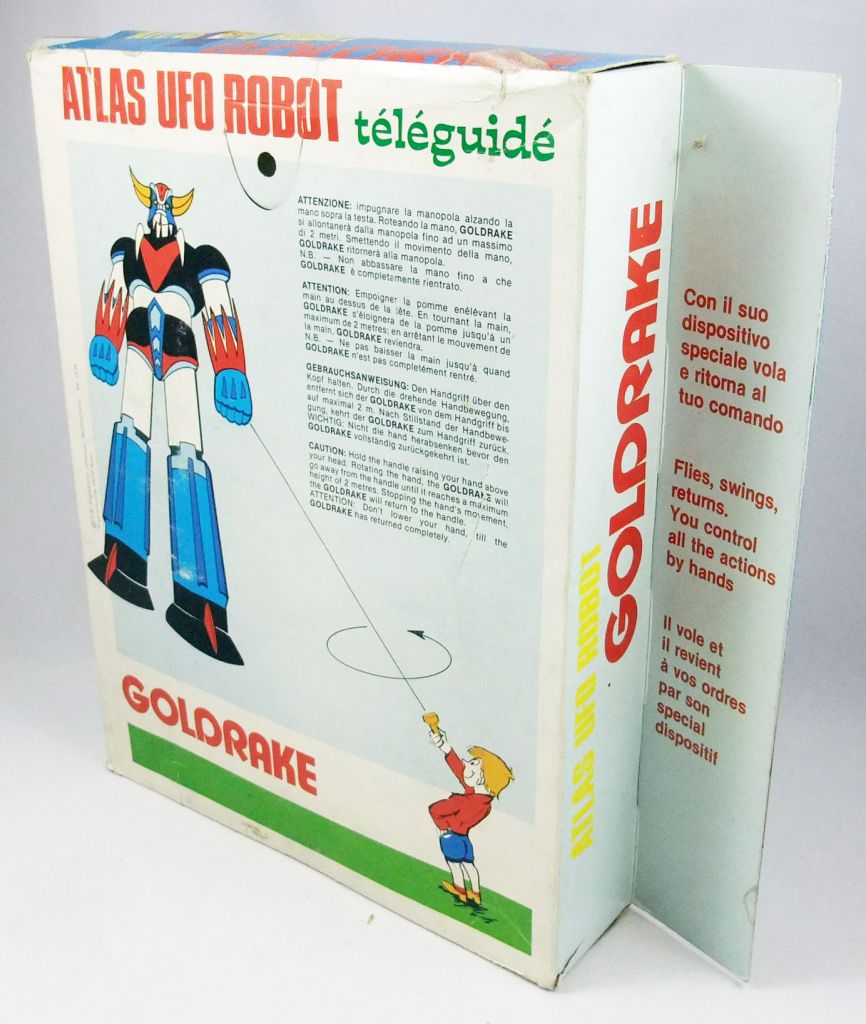 ATLAS UFO ROBOT téléguidé
ATTENZIONE: impugnare la manopola alzando la
mano sopra la testa. Roteando la mano, GOLDRAKE
si allontanerà dalla manopola fino ad un massimo
di 2 metri. Smettendo il movimento della mano,
GOLDRAKE ritornerà alla manopola.
N.B. — Non abbassare la mano fino a che
GOLDRAKE è completamente rientrato.
ATTENTION: Empoigner la pomme enélévant la
main au dessus de la tête. En tournant la main,
GOLDRAKE s'éloignera de la pomme jusqu'à un
maximum de 2 metres; en arrêtant le mouvement de
la main, GOLDRAKE reviendra.
N.B. — Ne pas baisser la main jusqu'à quand
GOLDRAKE n'est pas complétement rentré.
GEBRAUCHSANWEISUNG: Den Handgriff über den
Kopf halten. Durch die drehende Handbewegung,
entfernt sich der GOLDRAKE von dem Handgriff bis
auf maximal 2 m. Nach Stillstand der Handbewe-
gung, kehrt der GOLDRAKE zum Handgriff zurück.
WICHTIG: Nicht die hand herabsenken bevor den
GOLDRAKE vollständig zurückgekehrt ist.
CAUTION: Hold the handle raising your hand above
your head. Rotating the hand, the GOLDRAKE will
go away from the handle until it reaches a maximum
height of 2 metres. Stopping the hand's movement,
the GOLDRAKE will return to the handle.
ATTENTION: Don't lower your hand, till the
GOLDRAKE has returned completely.
GOLDRAKE
ATLAS UFO ROBOT
GOLDRAKE
Con il suo
dispositivo
speciale vola
e ritorna al
tuo comando
Flies, swings,
returns.
You control
all the actions
by hands
Il vole et
il revient
à vos ordres
par son
special
dispositif